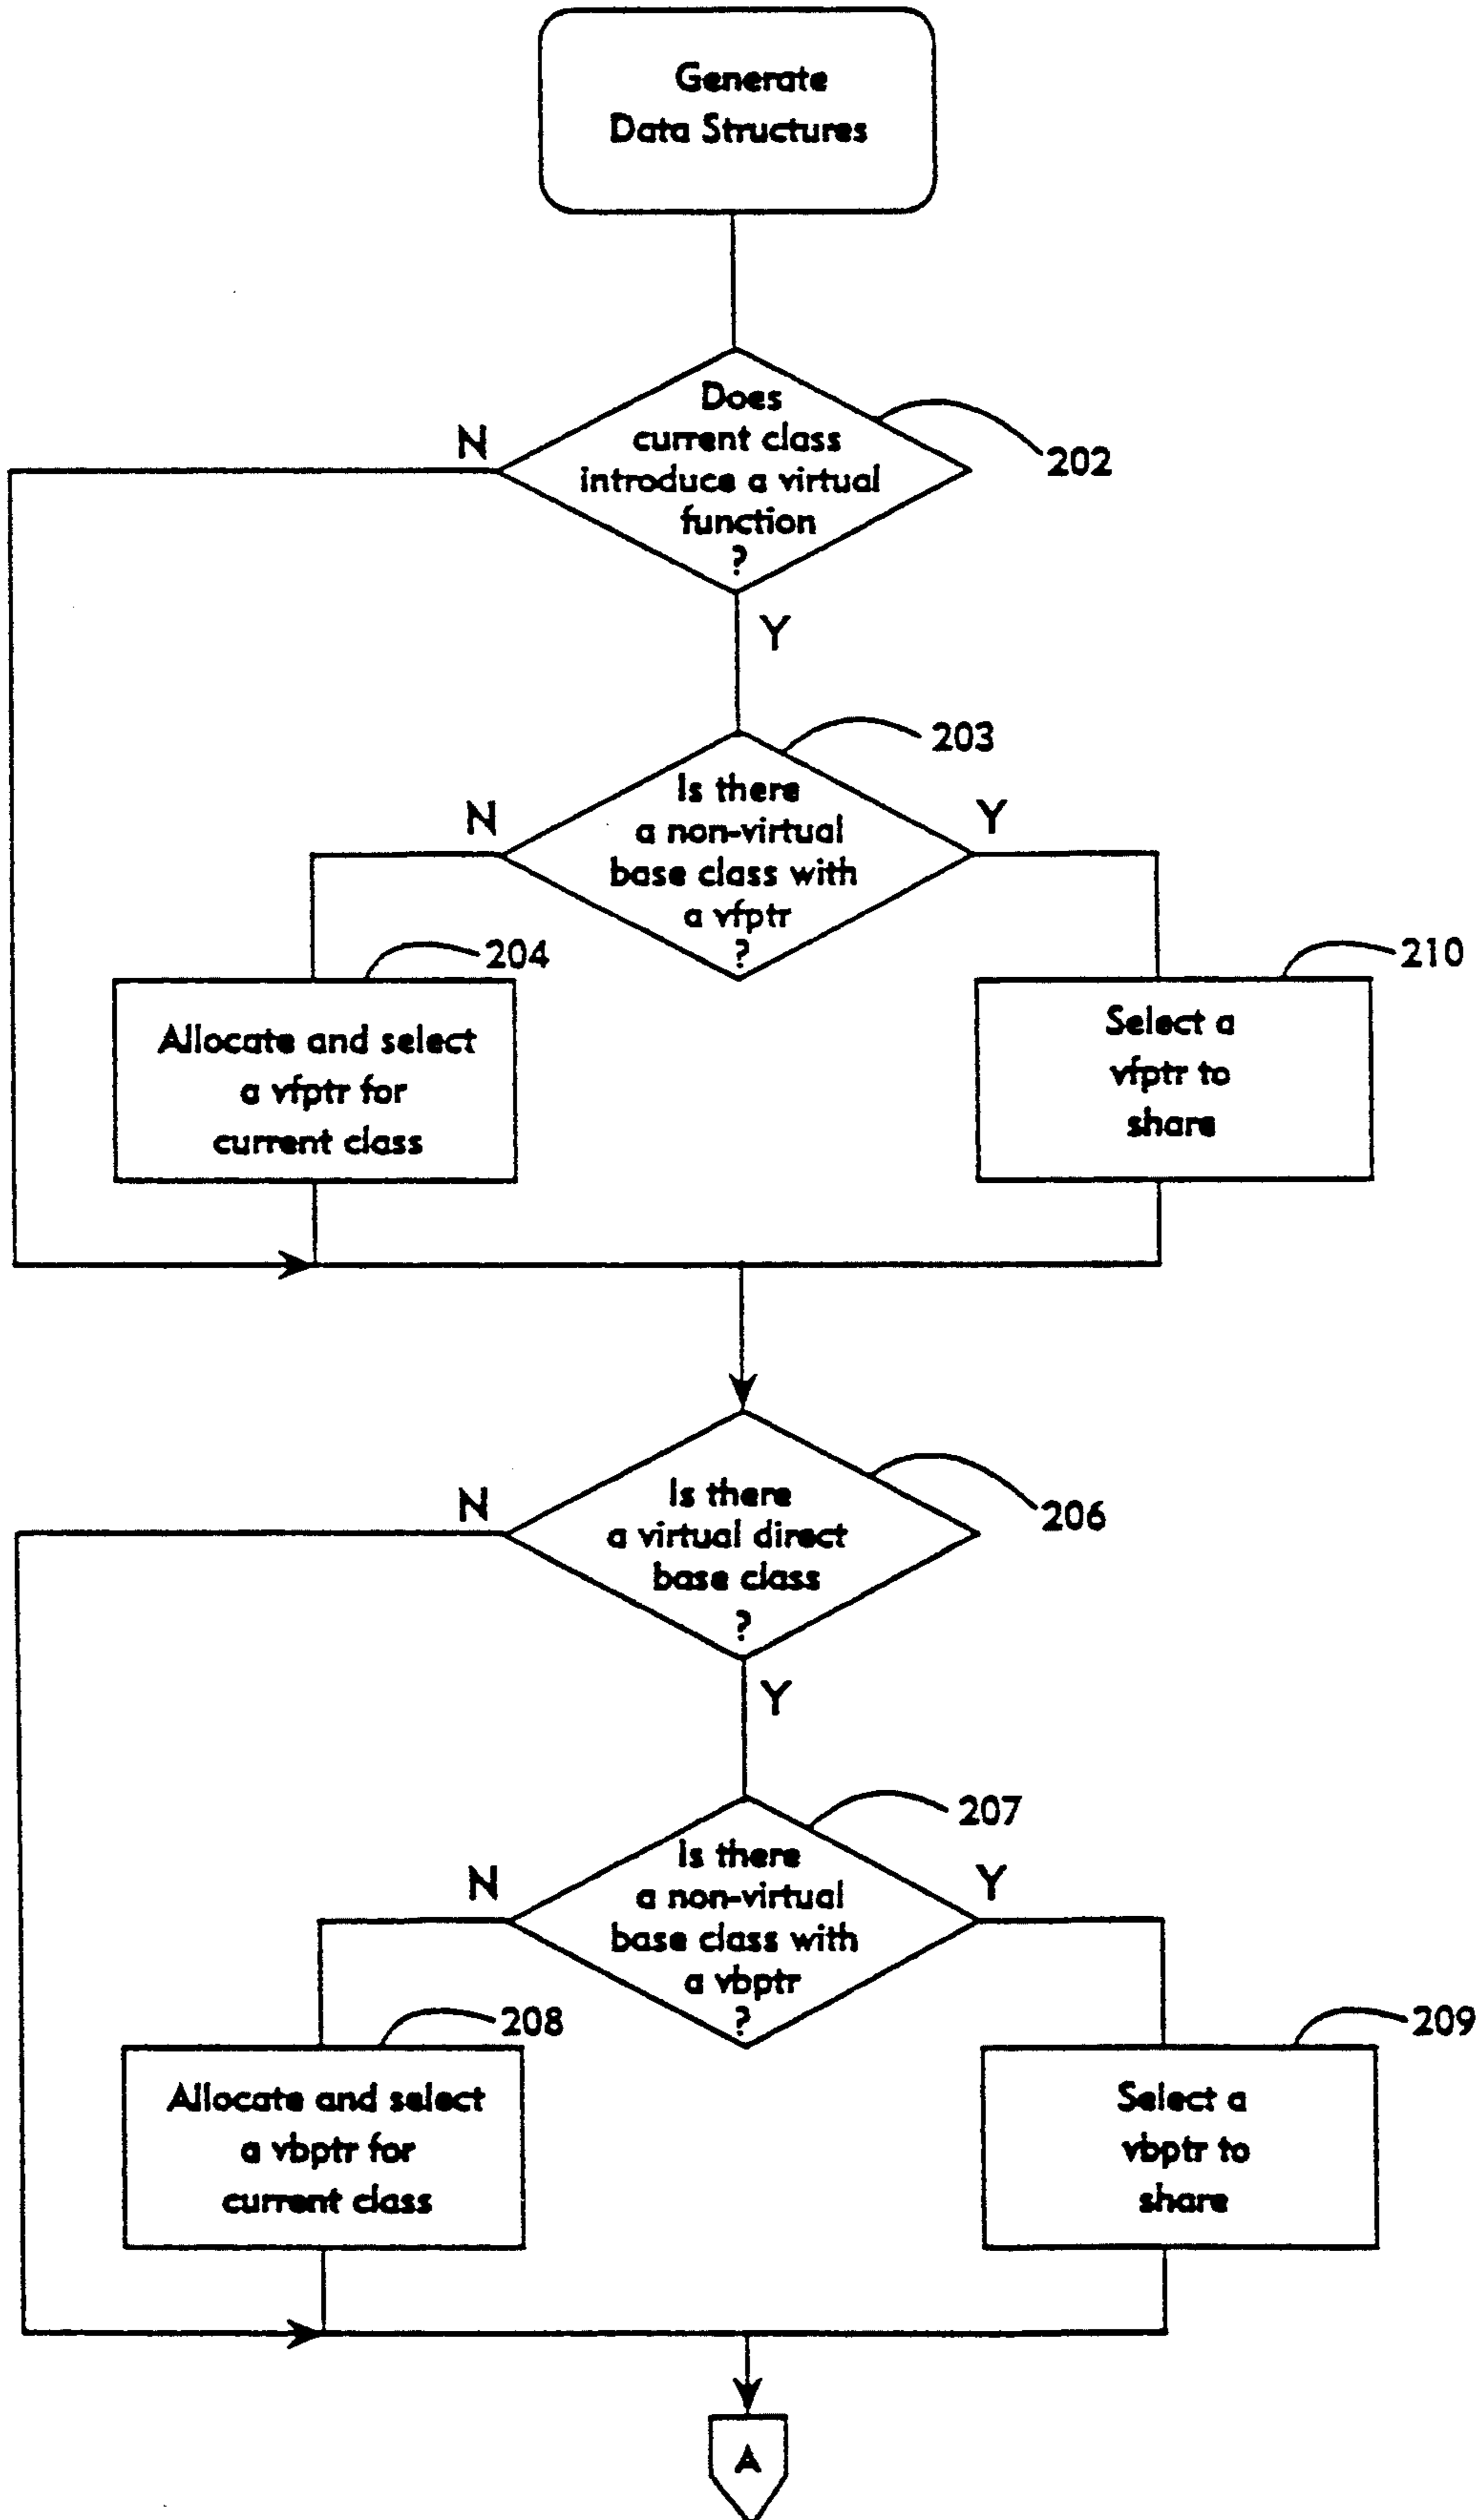 Generate
Data Structures
Does
current class
introduce a virtual
function
?
N
202
Y
203
Is there
a non-virtual
base class with
a vfptr
?
N
Y
204
Allocate and select
a vfptr for
current class
210
Select a
vfptr to
share
Is there
a virtual direct
base class
?
N
206
Y
207
Is there
a non-virtual
base class with
a vbptr
?
N
Y
208
Allocate and select
a vbptr for
current class
209
Select a
vbptr to
share
A